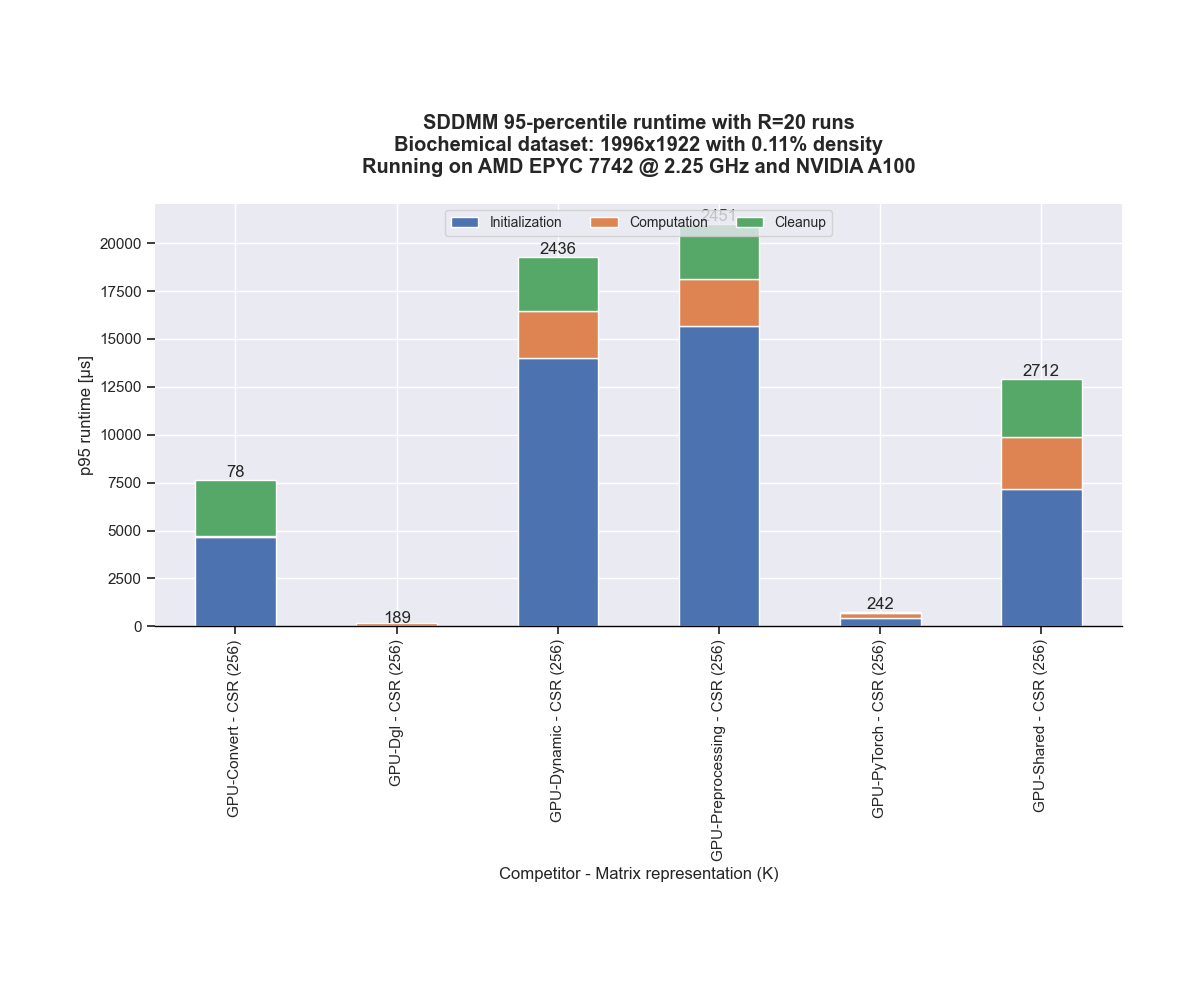 SDDMM 95-percentile runtime with R=20 runs
Biochemical dataset: 1996x1922 with 0.11% density
Running on AMD EPYC 7742 @ 2.25 GHz and NVIDIA A100
2451
Initialization Computation Cleanup
20000
17500
15000
12500
10000
7500
5000
2500
0
p95 runtime [µs]
78
189
2436
242
2712
GPU-Convert - CSR (256)
GPU-Dgl - CSR (256)
GPU-Dynamic - CSR (256)
GPU-Preprocessing - CSR (256)
GPU-PyTorch - CSR (256)
GPU-Shared - CSR (256)
Competitor - Matrix representation (K)